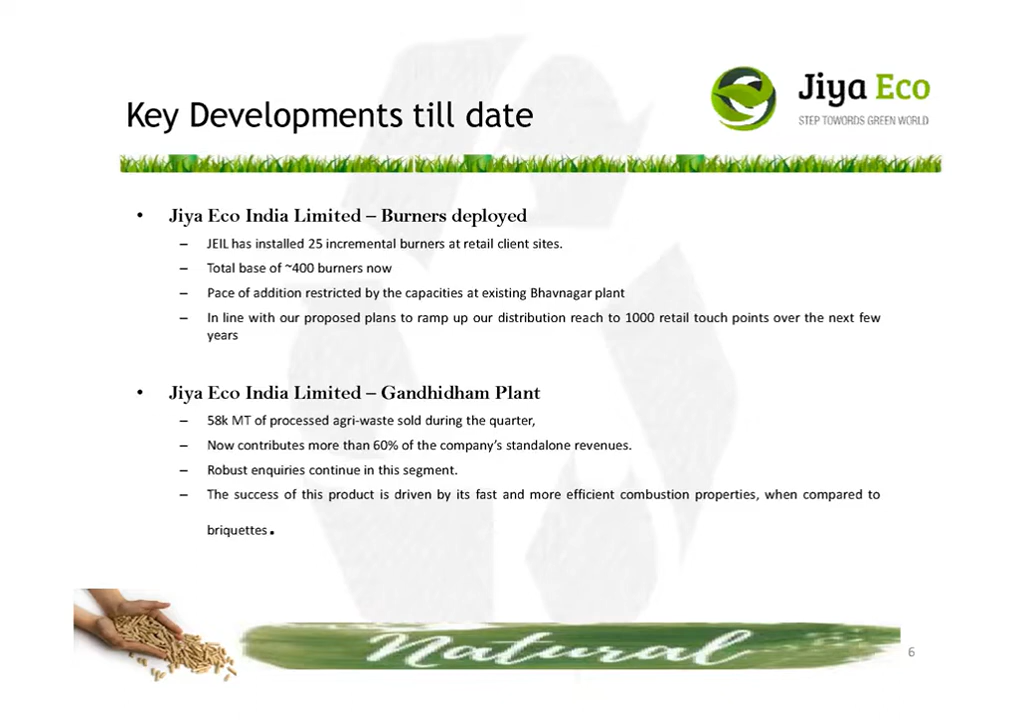 Jiya Eco
STEP TOWORDS GREEN WORLD
Key Developments till date
• Jiya Eco India Limited – Burners deployed
– JEIL has installed 25 incremental burners at retail client sites.
– Total base of ~400 burners now
– Pace of addition restricted by the capacities at existing Bhavnagar plant
– In line with our proposed plans to ramp up our distribution reach to 1000 retail touch points over the next few
years
• Jiya Eco India Limited – Gandhidham Plant
– 58k MT of processed agri-waste sold during the quarter,
– Now contributes more than 60% of the company’s standalone revenues.
– Robust enquiries continue in this segment.
– The success of this product is driven by its fast and more efficient combustion properties, when compared to
briquettes.
Natural
6